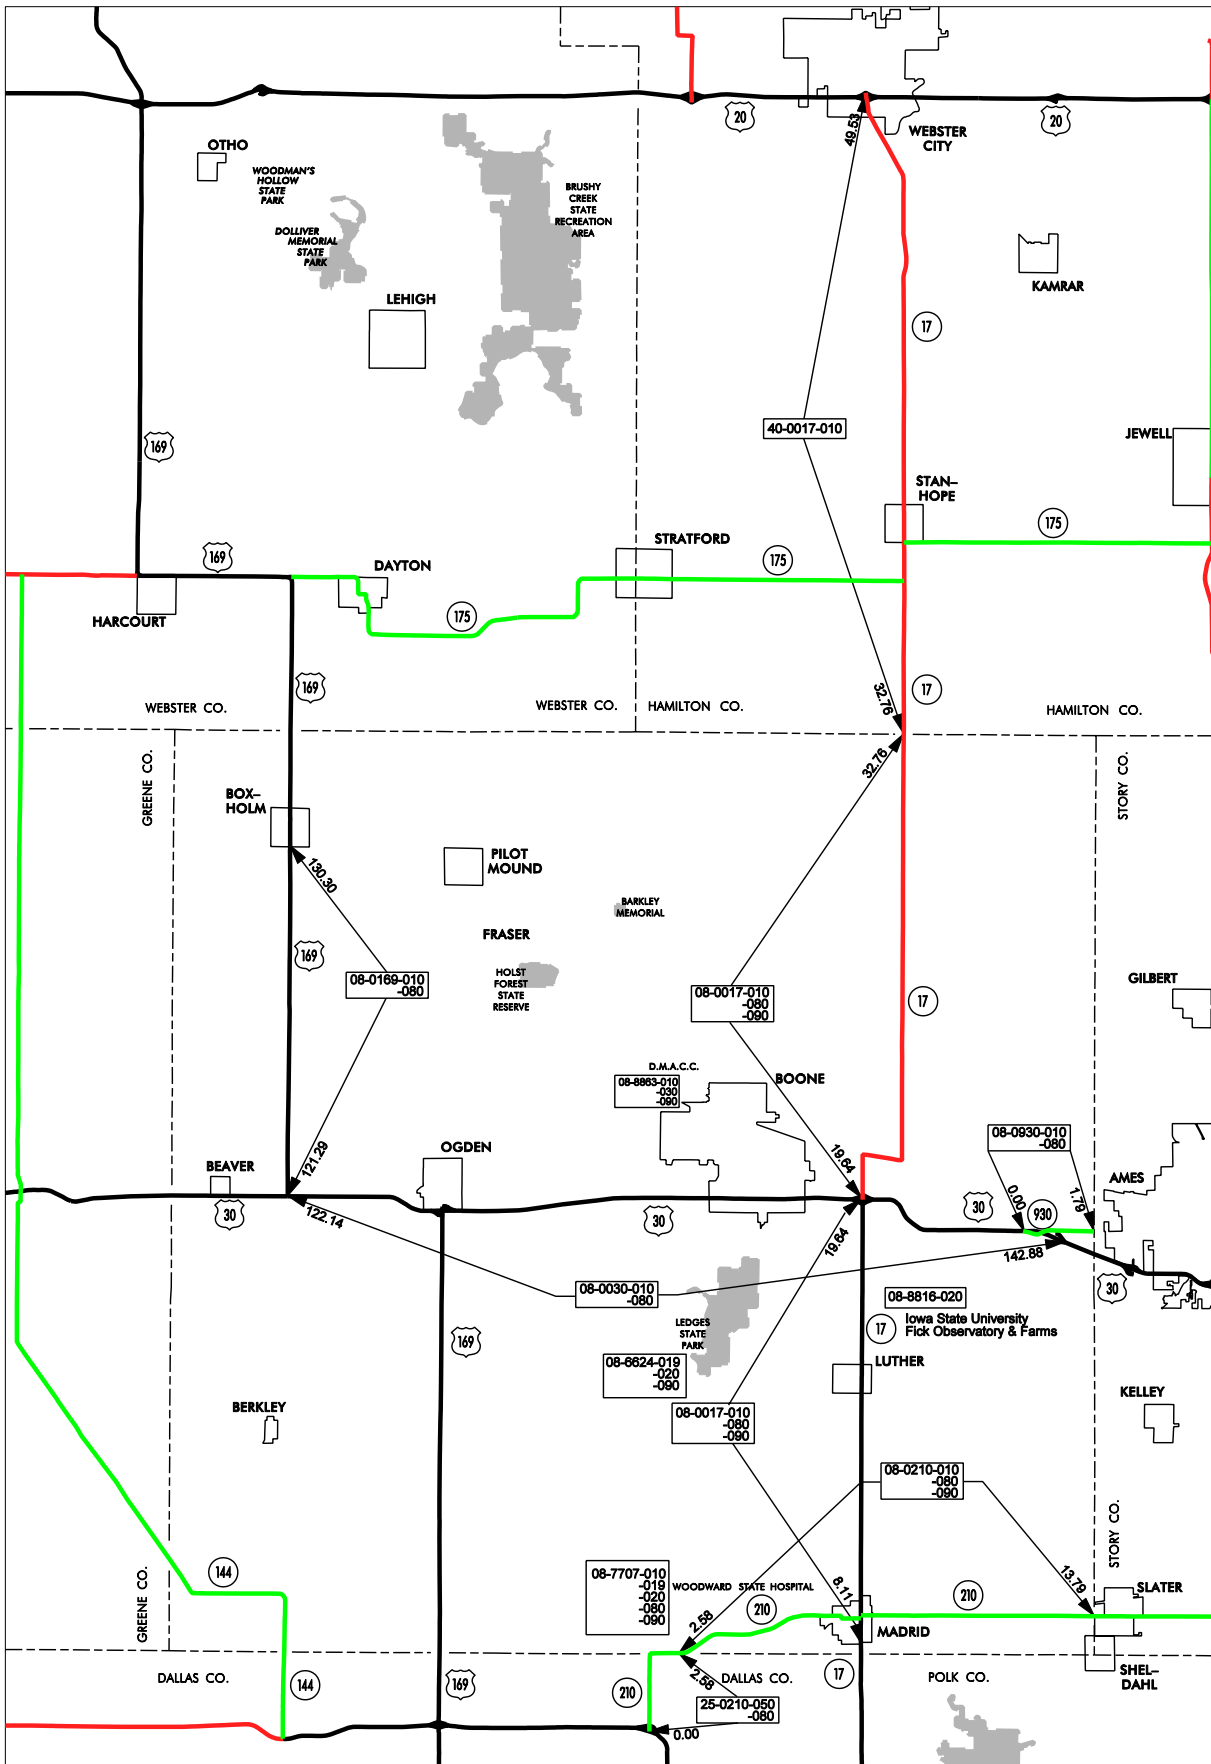 20
20
WEBSTER
CITY
49.53
OTHO
WOODMAN'S
HOLLOW
STATE
PARK
DOLLIVER
MEMORIAL
STATE
PARK
BRUSHY
CREEK
STATE
RECREATION
AREA
KAMRAR
LEHIGH
17
40-0017-010
JEWELL
169
STAN-
HOPE
175
STRATFORD
169
DAYTON
175
175
HARCOURT
169
17
32.76
WEBSTER CO.
WEBSTER CO.
HAMILTON CO.
HAMILTON CO.
GREENE CO.
32.76
STORY CO.
BOX-
HOLM
130.30
PILOT
MOUND
BARKLEY
MEMORIAL
FRASER
169
HOLST
FOREST
STATE
RESERVE
08-0169-010
-080
GILBERT
08-0017-010
-080
-090
17
D.M.A.C.C.
08-8863-010
-030
-090
BOONE
08-0930-010
-080
121.29
OGDEN
19.64
BEAVER
AMES
0.00
1.79
30
122.14
30
19.64
30
930
142.88
08-0030-010
-080
30
08-8816-020
17
Iowa State University
Fick Observatory & Farms
LEDGES
STATE
PARK
169
08-6624-019
-020
-090
LUTHER
KELLEY
BERKLEY
08-0017-010
-080
-090
08-0210-010
-080
-090
STORY CO.
144
GREENE CO.
08-7707-010
-019
-020
-080
-090
WOODWARD STATE HOSPITAL
8.11
13.79
SLATER
2.58
210
210
MADRID
DALLAS CO.
144
169
210
2.58
DALLAS CO.
17
POLK CO.
SHEL-
DAHL
25-0210-050
-080
0.00